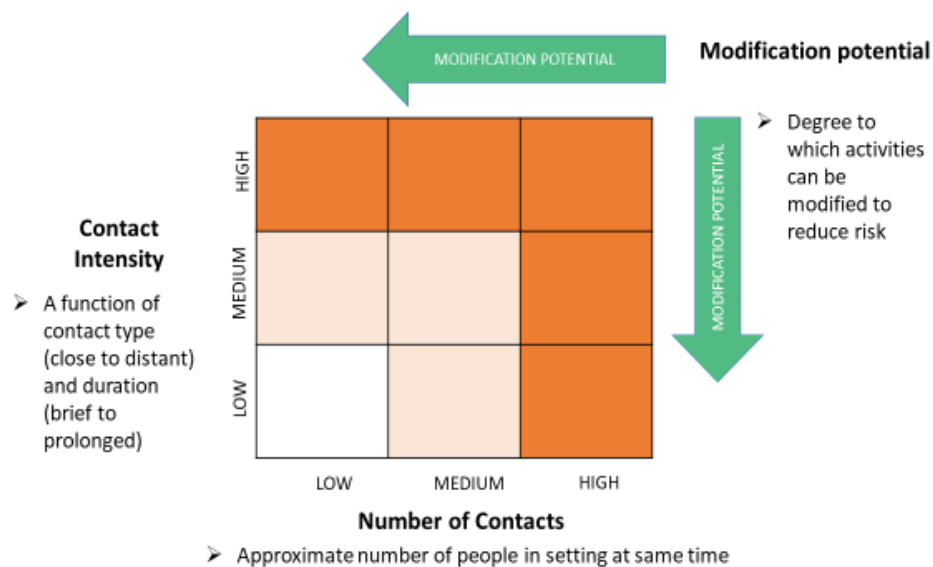 MODIFICATION POTENTIAL
Modification potential
➢ Degree to
which activities
can be
modified to
reduce risk
MODIFICATION POTENTIAL
HIGH
MEDIUM
LOW
Contact
Intensity
➢ A function of
contact type
(close to distant)
and duration
(brief to
prolonged)
LOW MEDIUM HIGH
Number of Contacts
➢ Approximate number of people in setting at same time